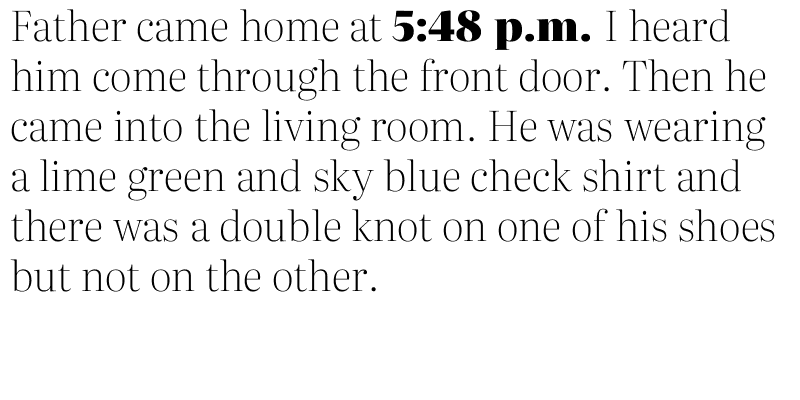 Father came home at 5:48 p.m. I heard
him come through the front door. Then he
came into the living room. He was wearing
a lime green and sky blue check shirt and
there was a double knot on one of his shoes
but not on the other.